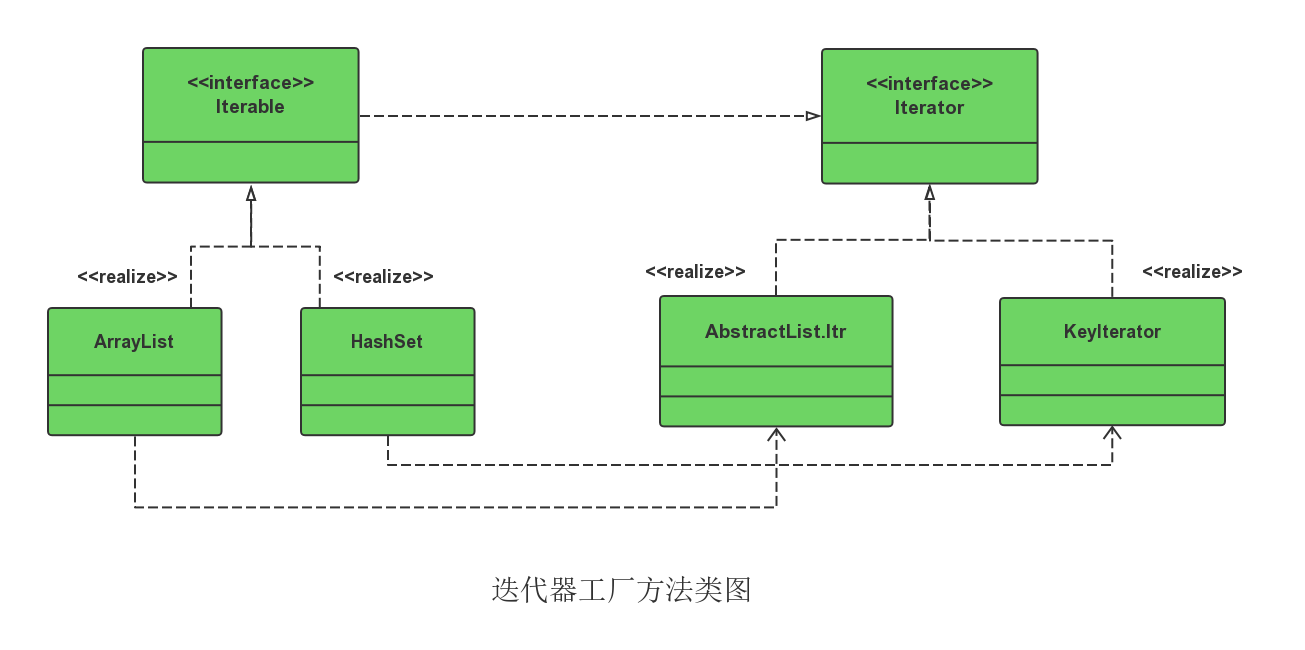 <<interface>>
Iterable
<<interface>>
Iterator
<<realize>>
<<realize>>
<<realize>>
<<realize>>
ArrayList
HashSet
AbstractList.Itr
KeyIterator
迭代器工厂方法类图